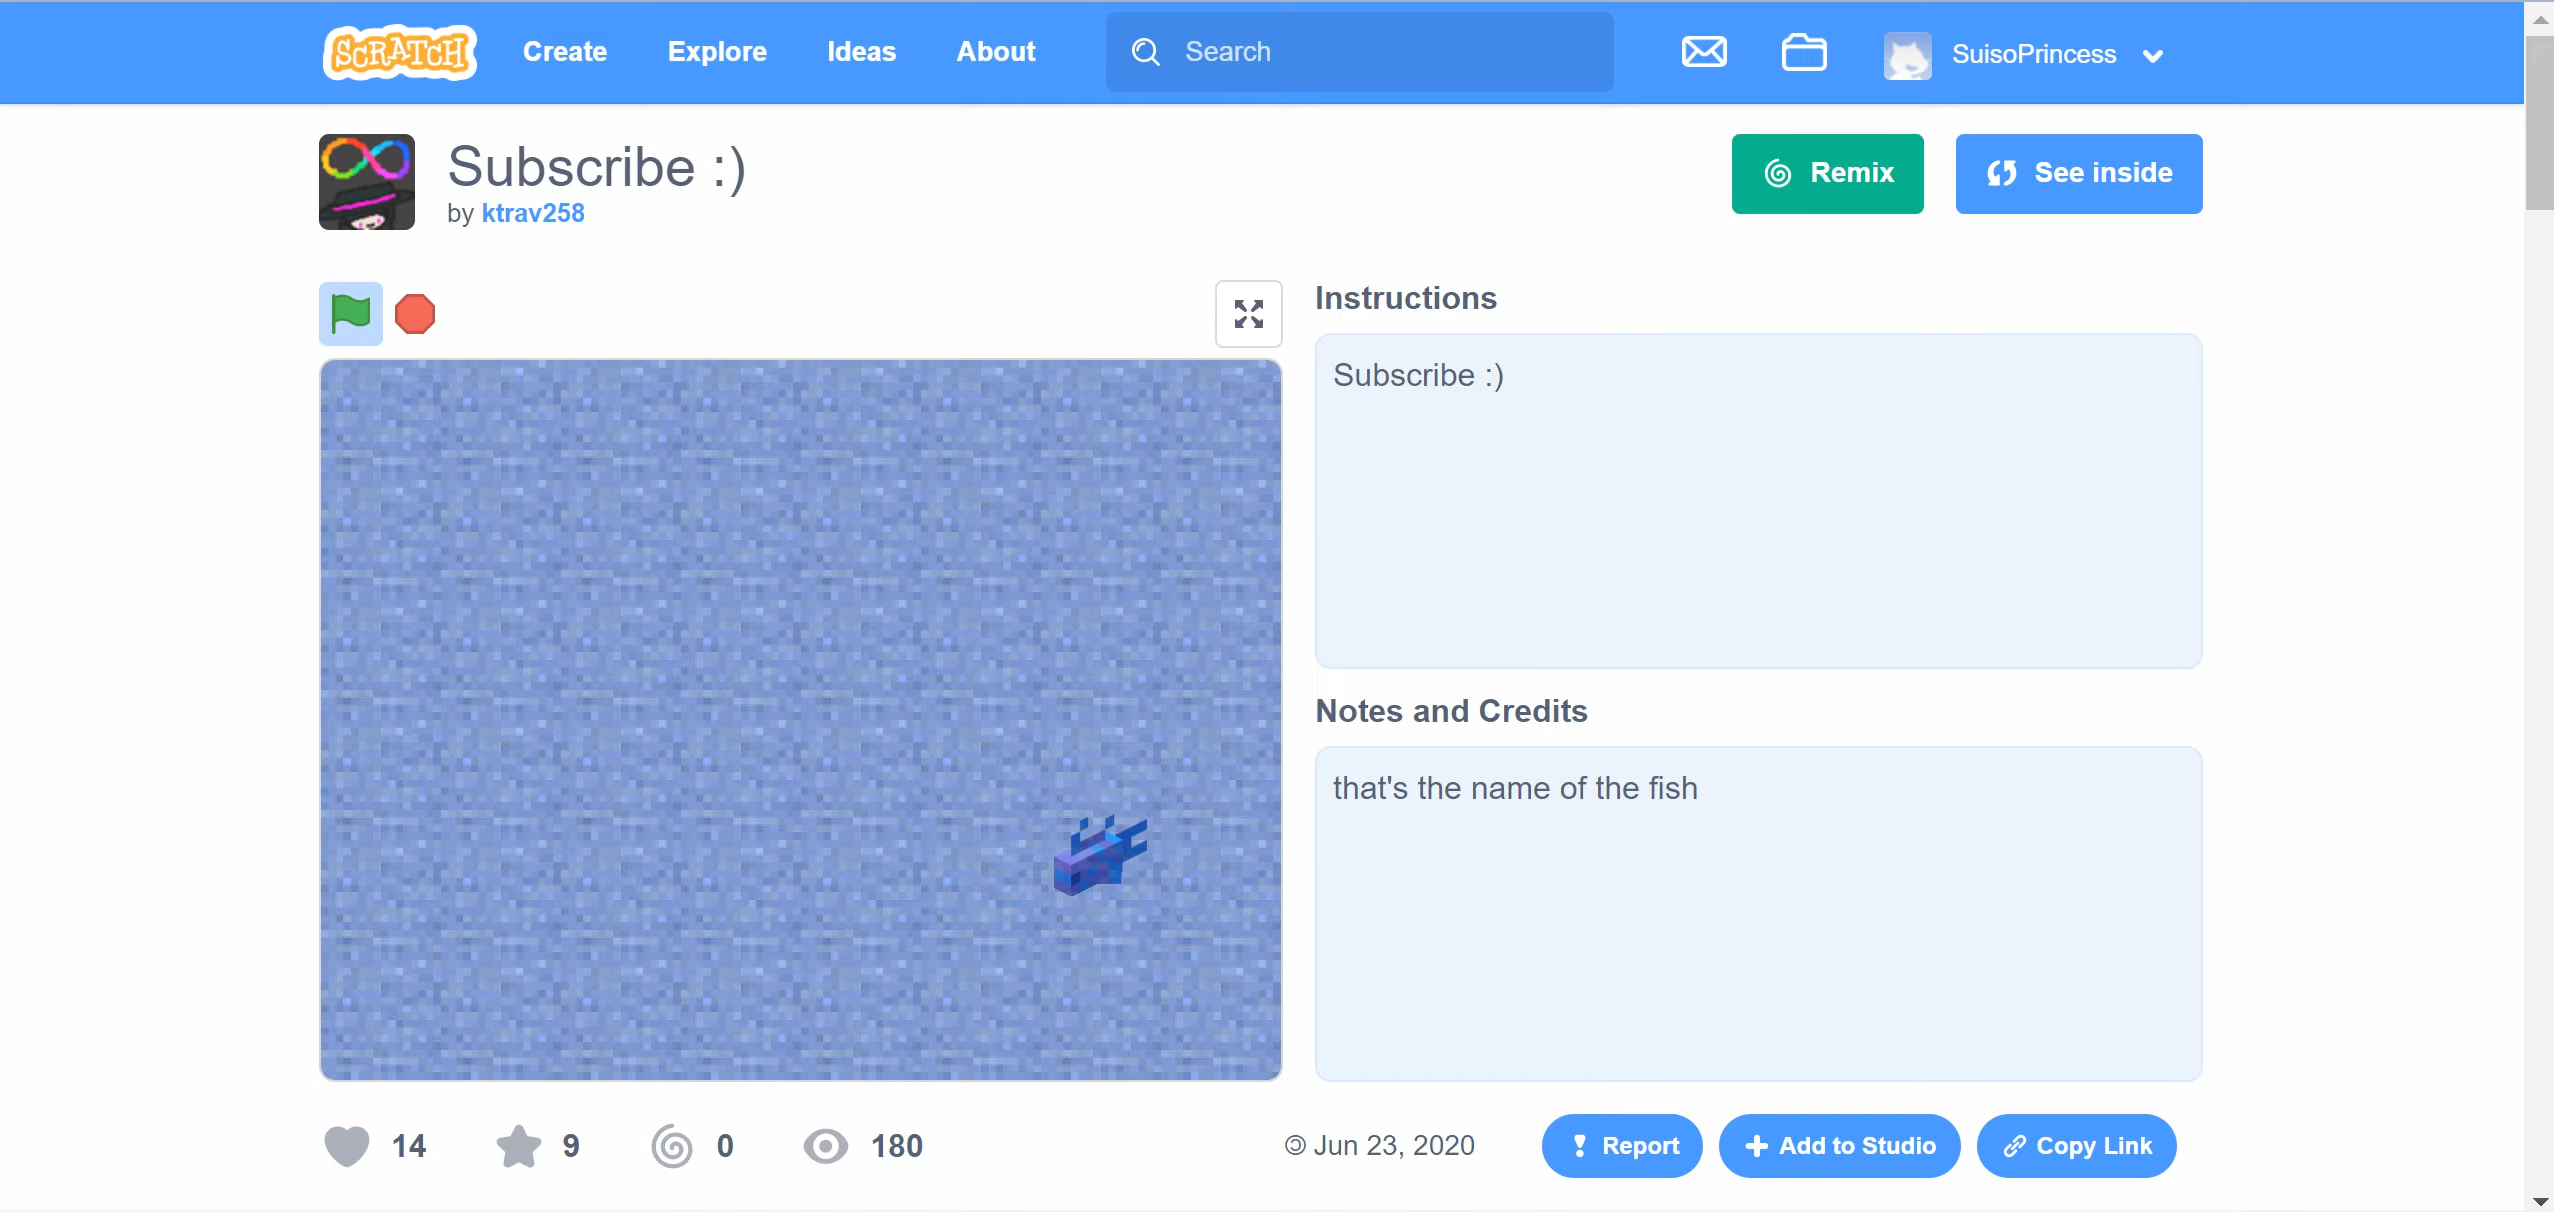 SCRATCH Create Explore Ideas About Search SuisoPrincess
Subscribe :)
by ktrav258
Remix See inside
Instructions
Subscribe :)
Notes and Credits
that's the name of the fish
14 9 0 180 Jun 23, 2020 Report Add to Studio Copy Link